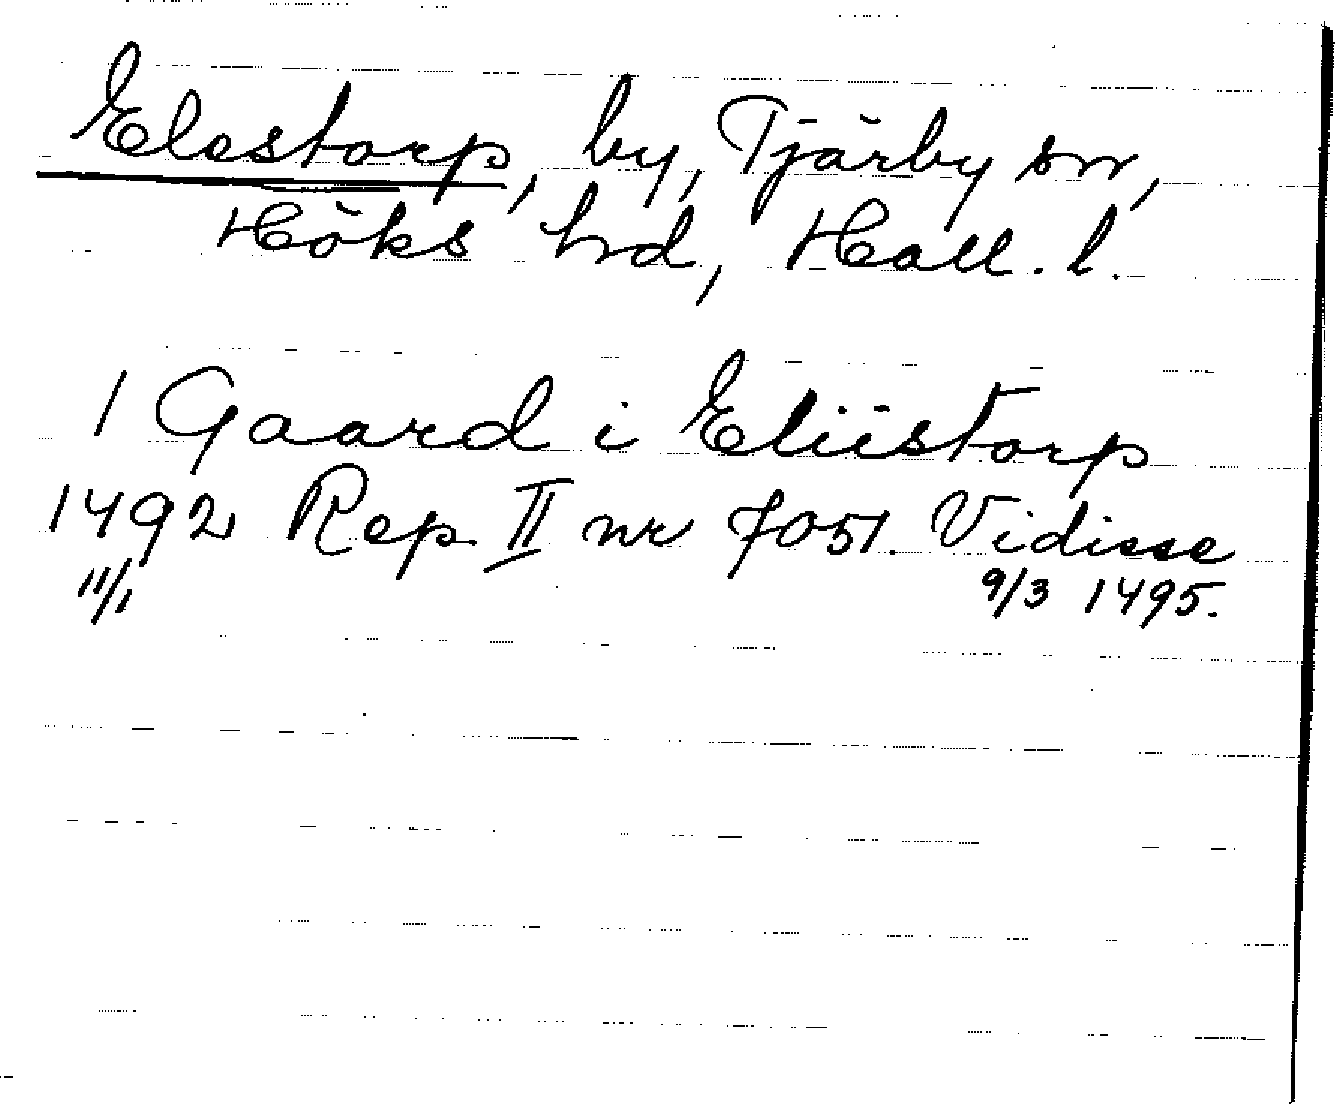 Elestorp, by, Tjärby sn,
Höks hd, Hall. l.
1 Gaard i Eliistorp
1492 Rep. II nr 7051. Vidisse
11/1 9/3 1495.